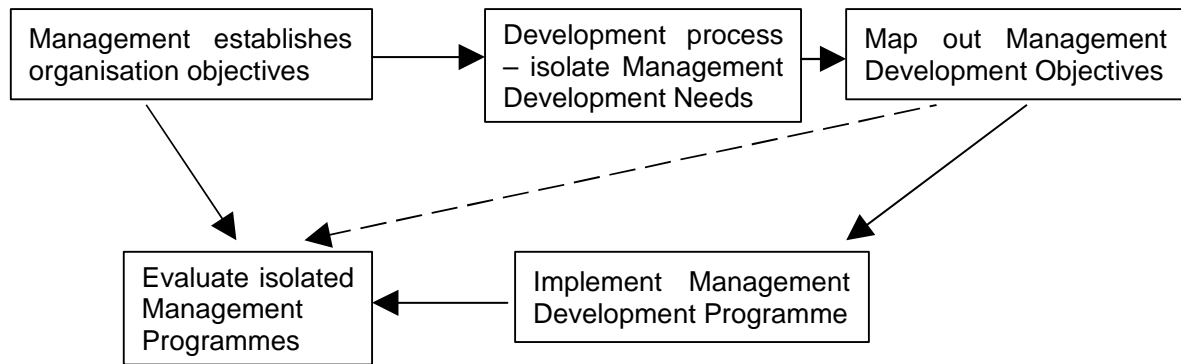 Management establishes
organisation objectives
Development process
– isolate Management
Development Needs
Map out Management
Development Objectives
Evaluate isolated
Management
Programmes
Implement Management
Development Programme